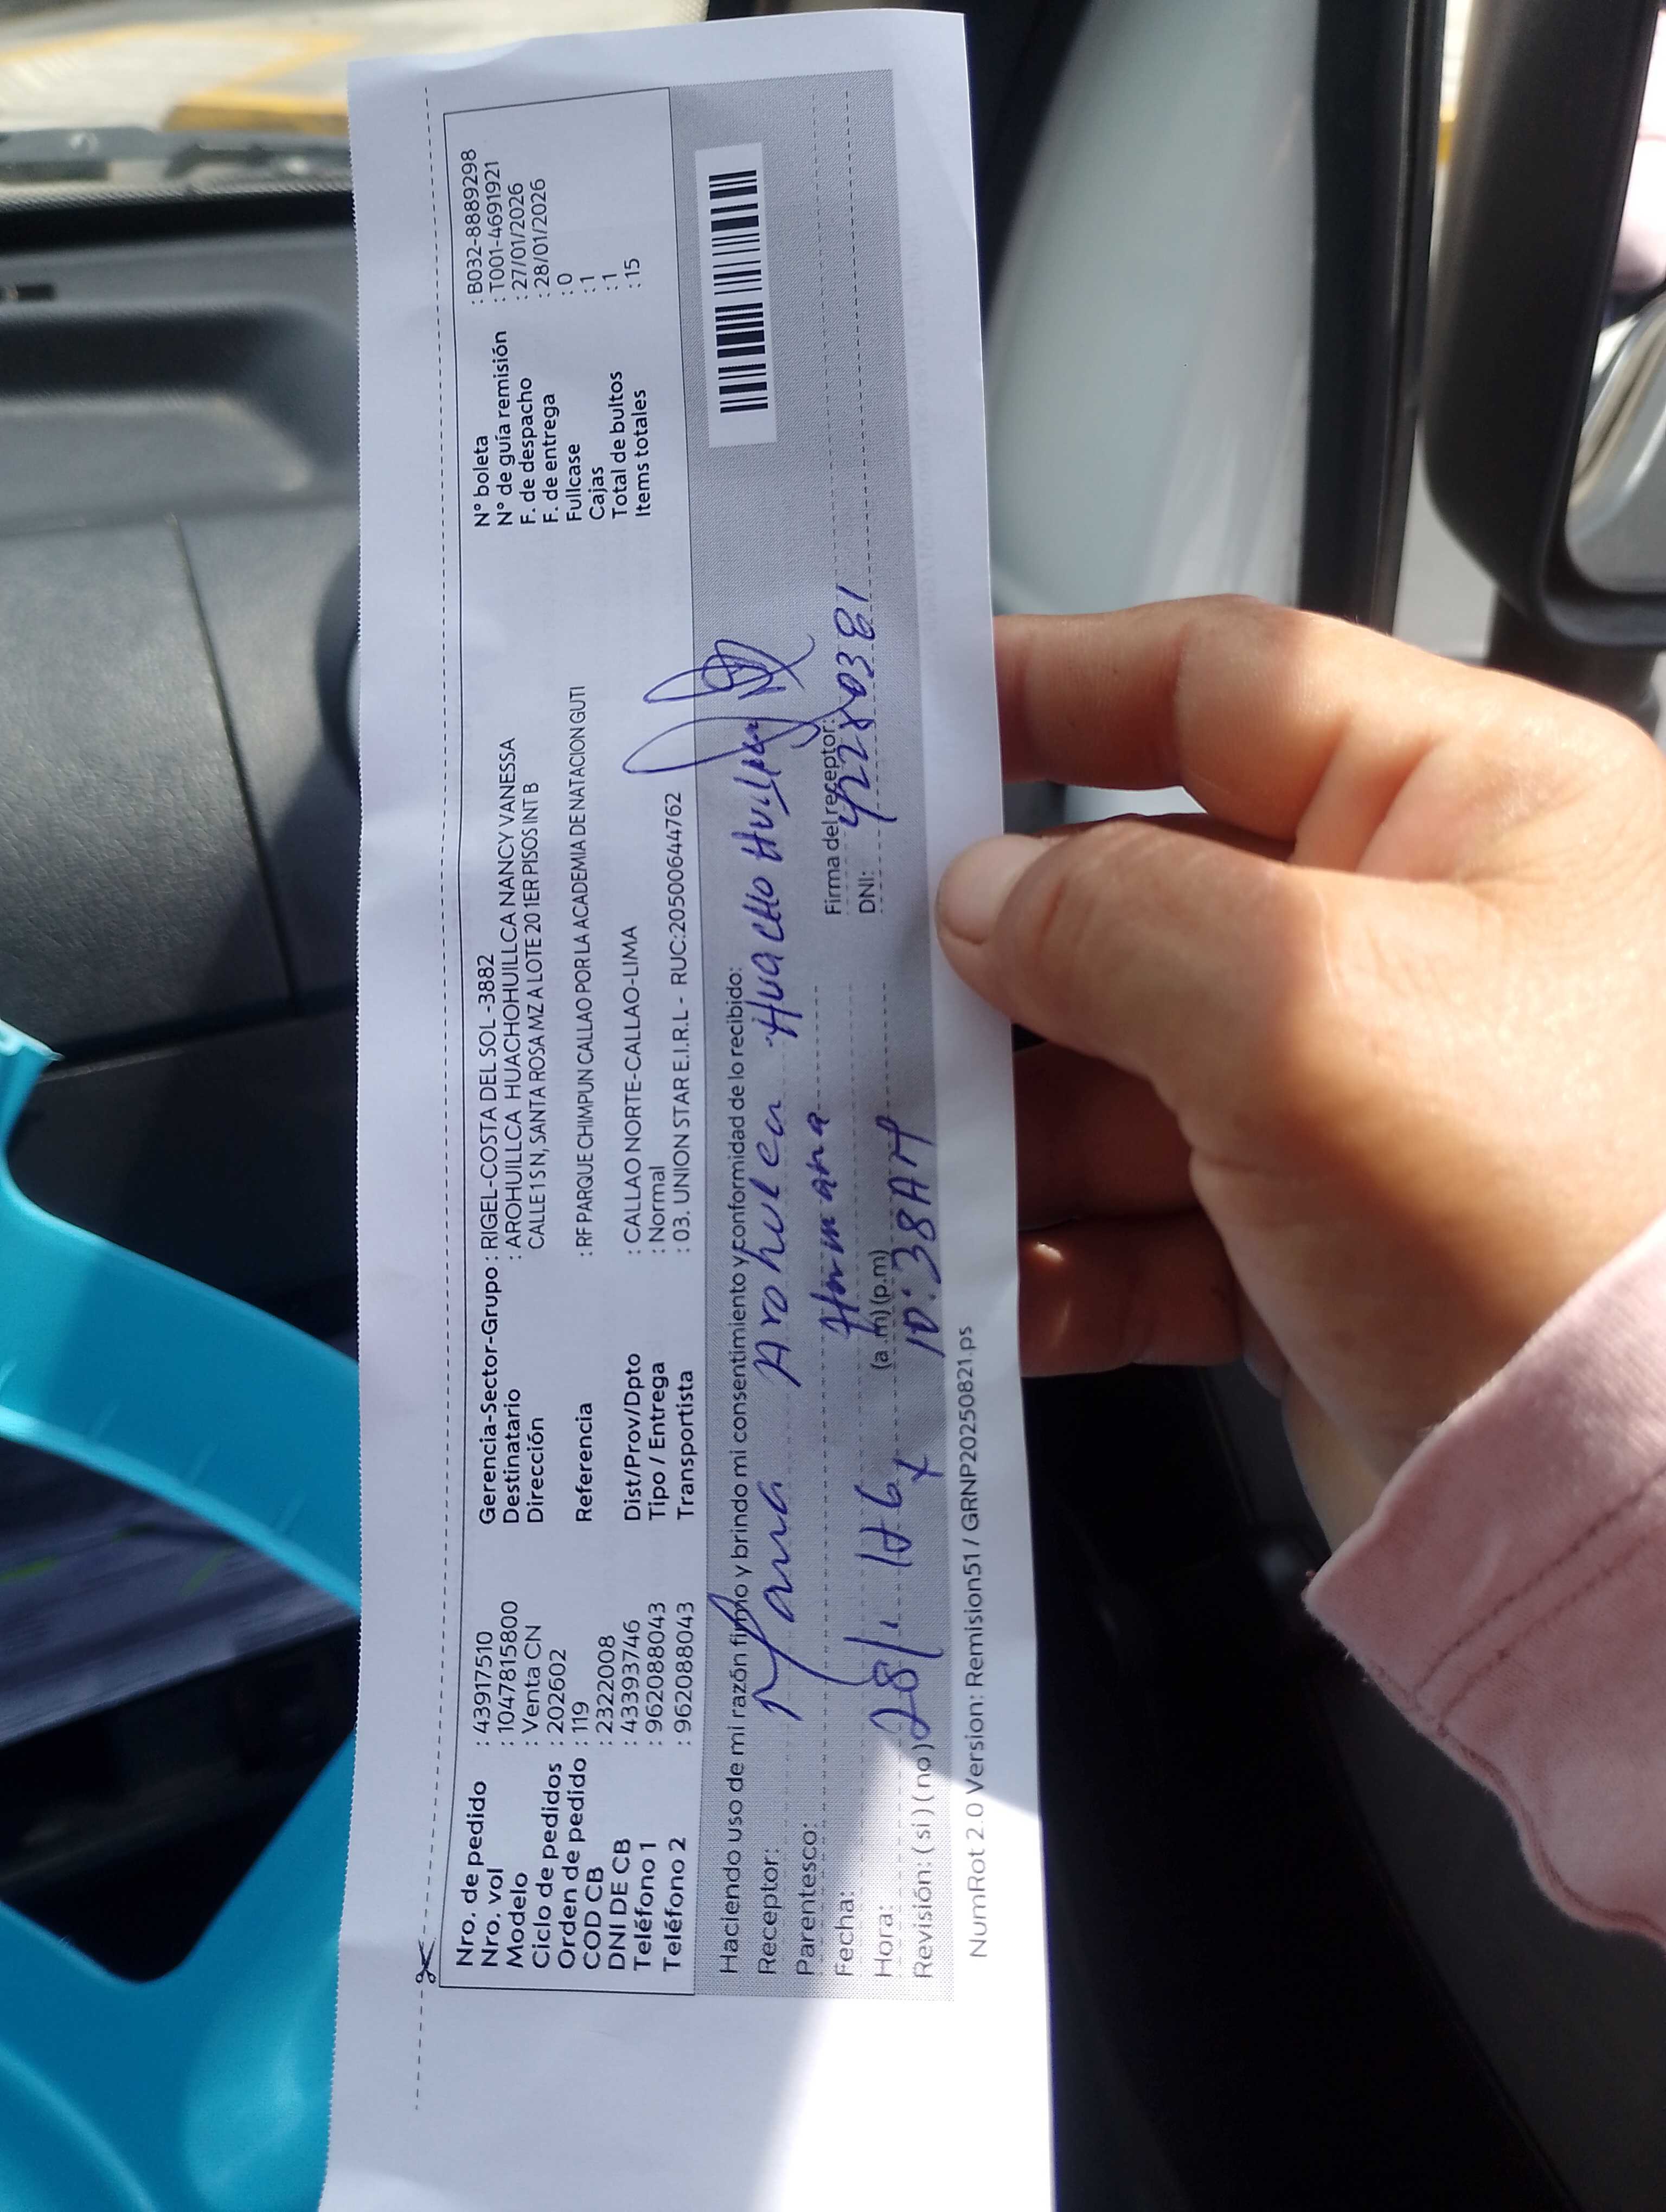 Nro. de pedido : 43917510
Nro. vol : 1047815800
Modelo : Venta CN
Ciclo de pedidos : 202602
Orden de pedido : 119
COD CB : 2322008
DNI DE CB : 43393746
Teléfono 1 : 962088043
Teléfono 2 : 962088043
Gerencia-Sector-Grupo : RIGEL-COSTA DEL SOL -3882
Destinatario : AROHUILLCA HUACHOHUILLCA NANCY VANESSA
Dirección CALLE 1 S N, SANTA ROSA MZ A LOTE 20 1ER PISOS INT B
Referencia : RF PARQUE CHIMPUN CALLAO POR LA ACADEMIA DE NATACION GUTI
Dist/Prov/Dpto : CALLAO NORTE-CALLAO-LIMA
Tipo / Entrega : Normal
Transportista : 03. UNION STAR E.I.R.L - RUC:20500644762
N° boleta : B032-8889298
N° de guía remisión : T001-4691921
F. de despacho : 27/01/2026
F. de entrega : 28/01/2026
Fullcase : 0
Cajas : 1
Total de bultos : 1
Items totales : 15
Haciendo uso de mi razón firmo y brindo mi consentimiento y conformidad de lo recibido:
Receptor: Huacho
Parentesco: Hermana
Firma del receptor:
Fecha:
DNI:
Hora: (a .m) (p.m) 10:38 AM
Revisión: ( si ) ( no )
NumRot 2.0 Version: Remision51 / GRNP20250821.ps